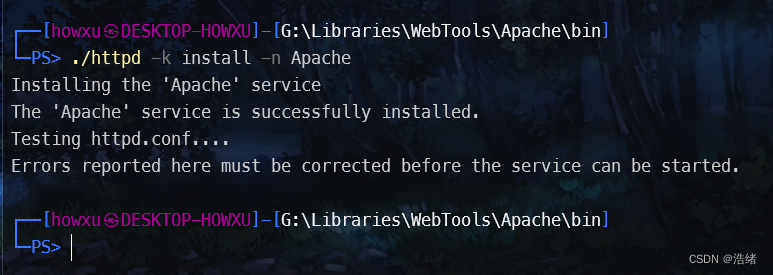 ┌──[howxu㉿DESKTOP-HOWXU]-[G:\Libraries\WebTools\Apache\bin]
└─PS> ./httpd -k install -n Apache
Installing the 'Apache' service
The 'Apache' service is successfully installed.
Testing httpd.conf....
Errors reported here must be corrected before the service can be started.
┌──[howxu㉿DESKTOP-HOWXU]-[G:\Libraries\WebTools\Apache\bin]
└─PS>
CSDN @浩绪